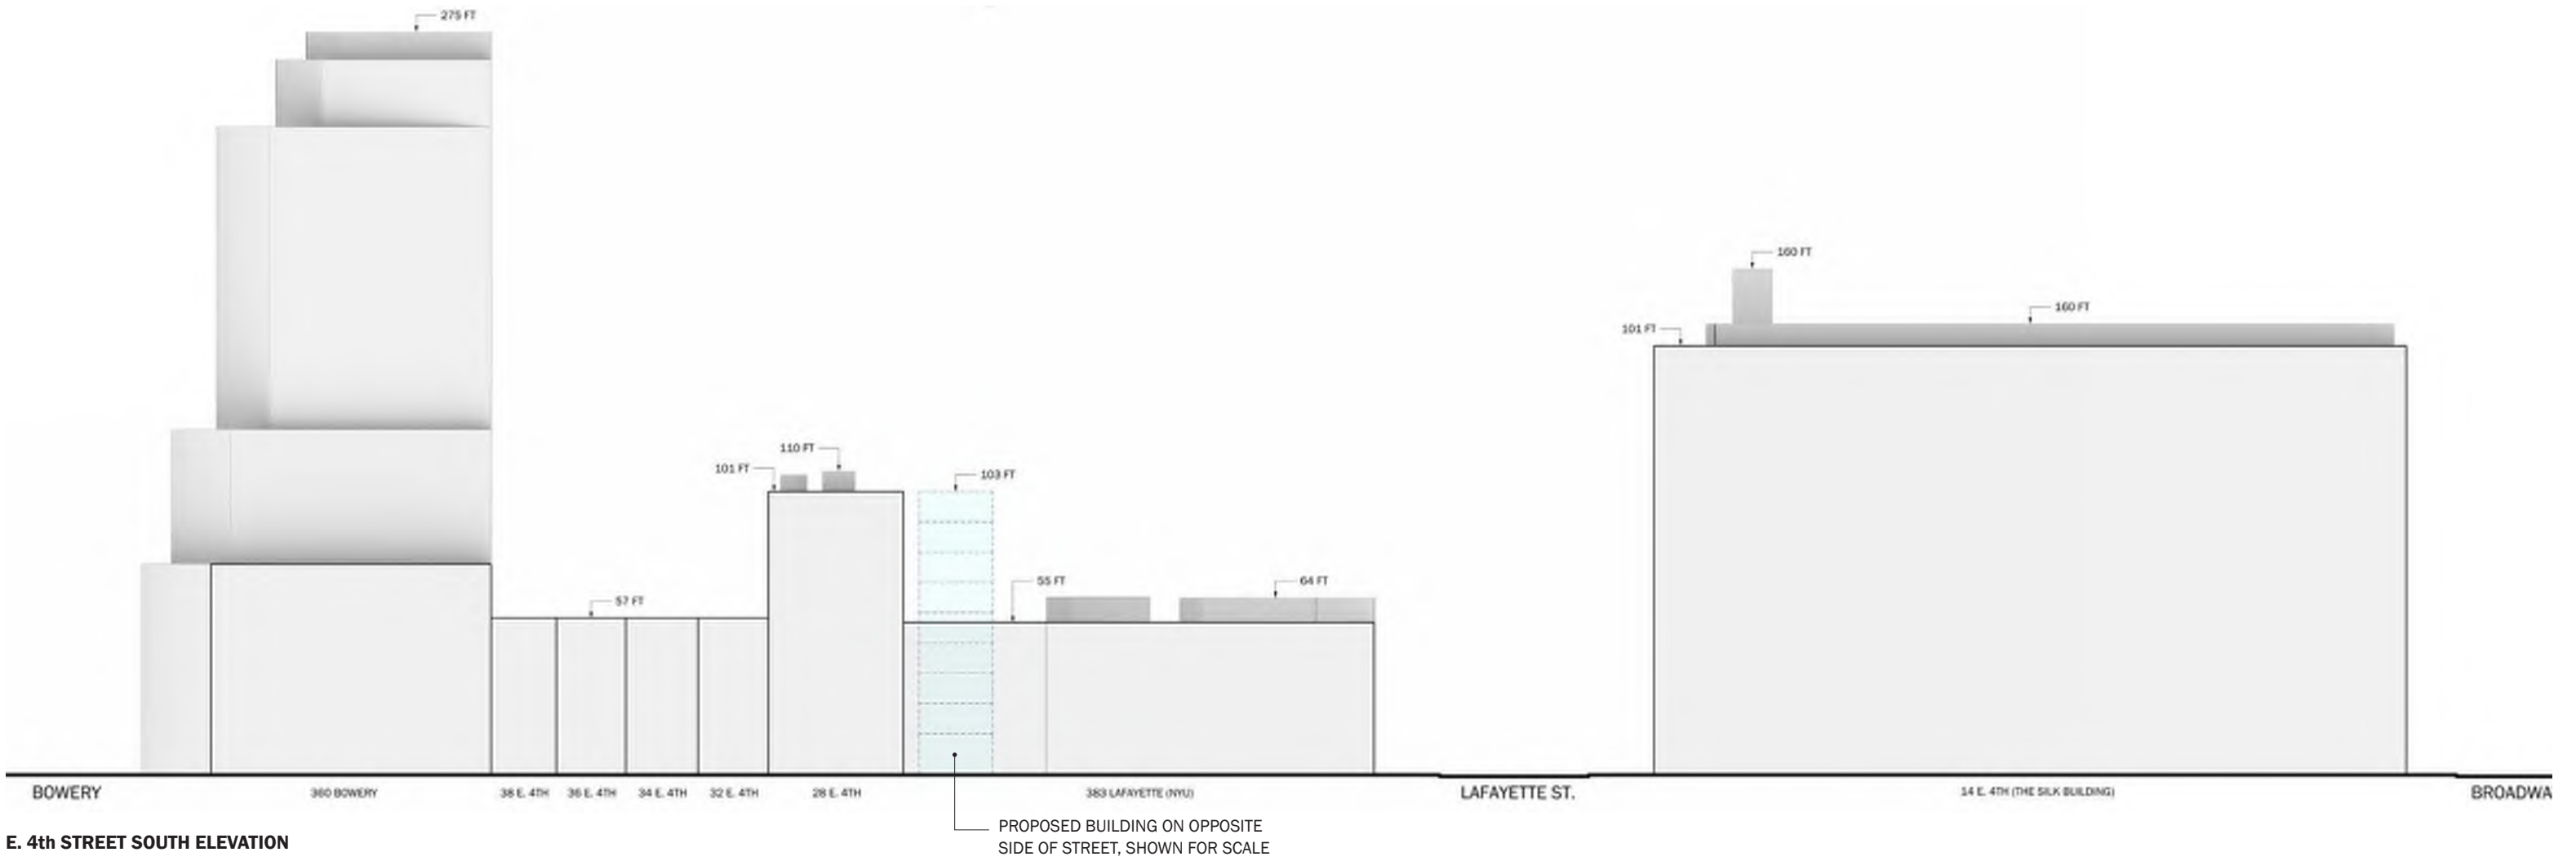 275 FT
160 FT
160 FT
101 FT
110 FT
101 FT
103 FT
55 FT
64 FT
57 FT
BOWERY
360 BOWERY
38 E. 4TH
36 E. 4TH
34 E. 4TH
32 E. 4TH
28 E. 4TH
383 LAFAYETTE (NYU)
LAFAYETTE ST.
14 E. 4TH (THE SILK BUILDING)
BROADWA
PROPOSED BUILDING ON OPPOSITE
SIDE OF STREET, SHOWN FOR SCALE
E. 4th STREET SOUTH ELEVATION